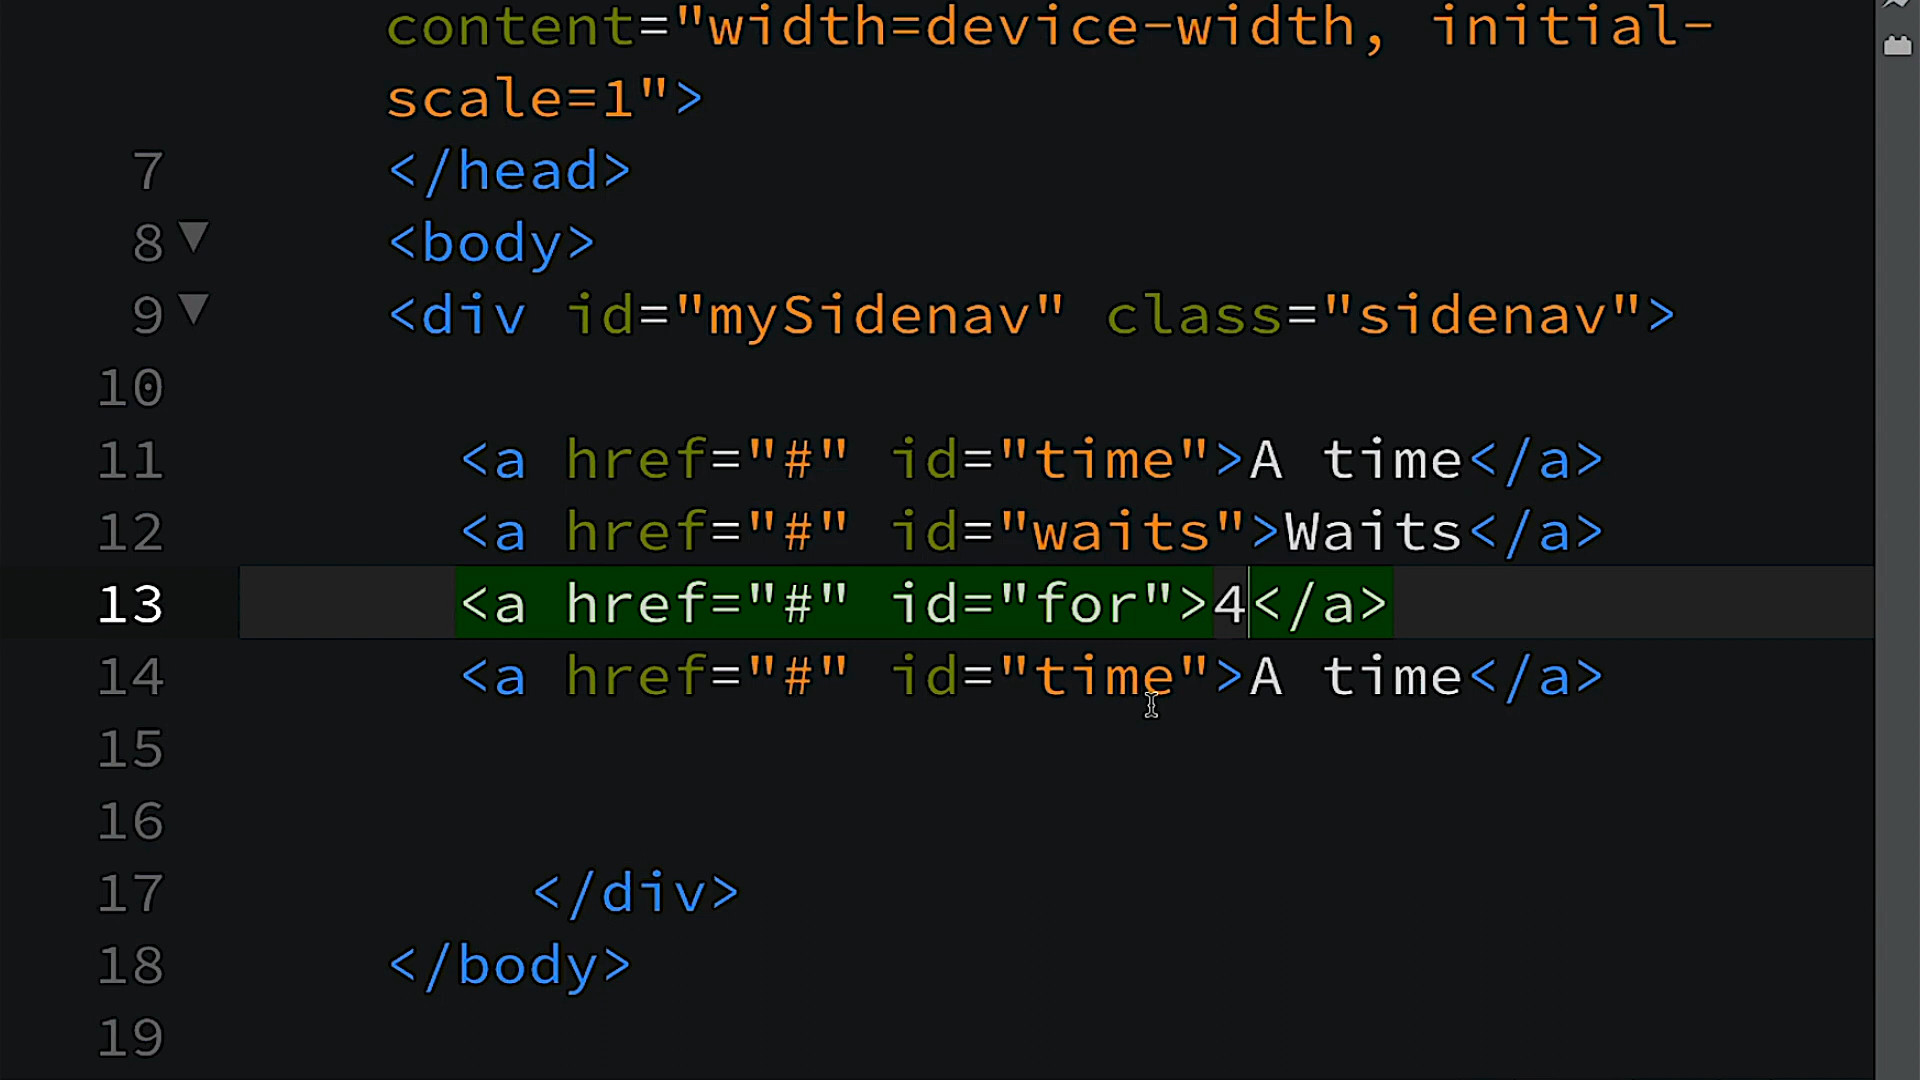 content="width=device-width, initial-
scale=1">
7 </head>
8 <body>
9 <div id="mySidenav" class="sidenav">
10
11 <a href="#" id="time">A time</a>
12 <a href="#" id="waits">Waits</a>
13 <a href="#" id="for">4</a>
14 <a href="#" id="time">A time</a>
15
16
17 </div>
18 </body>
19